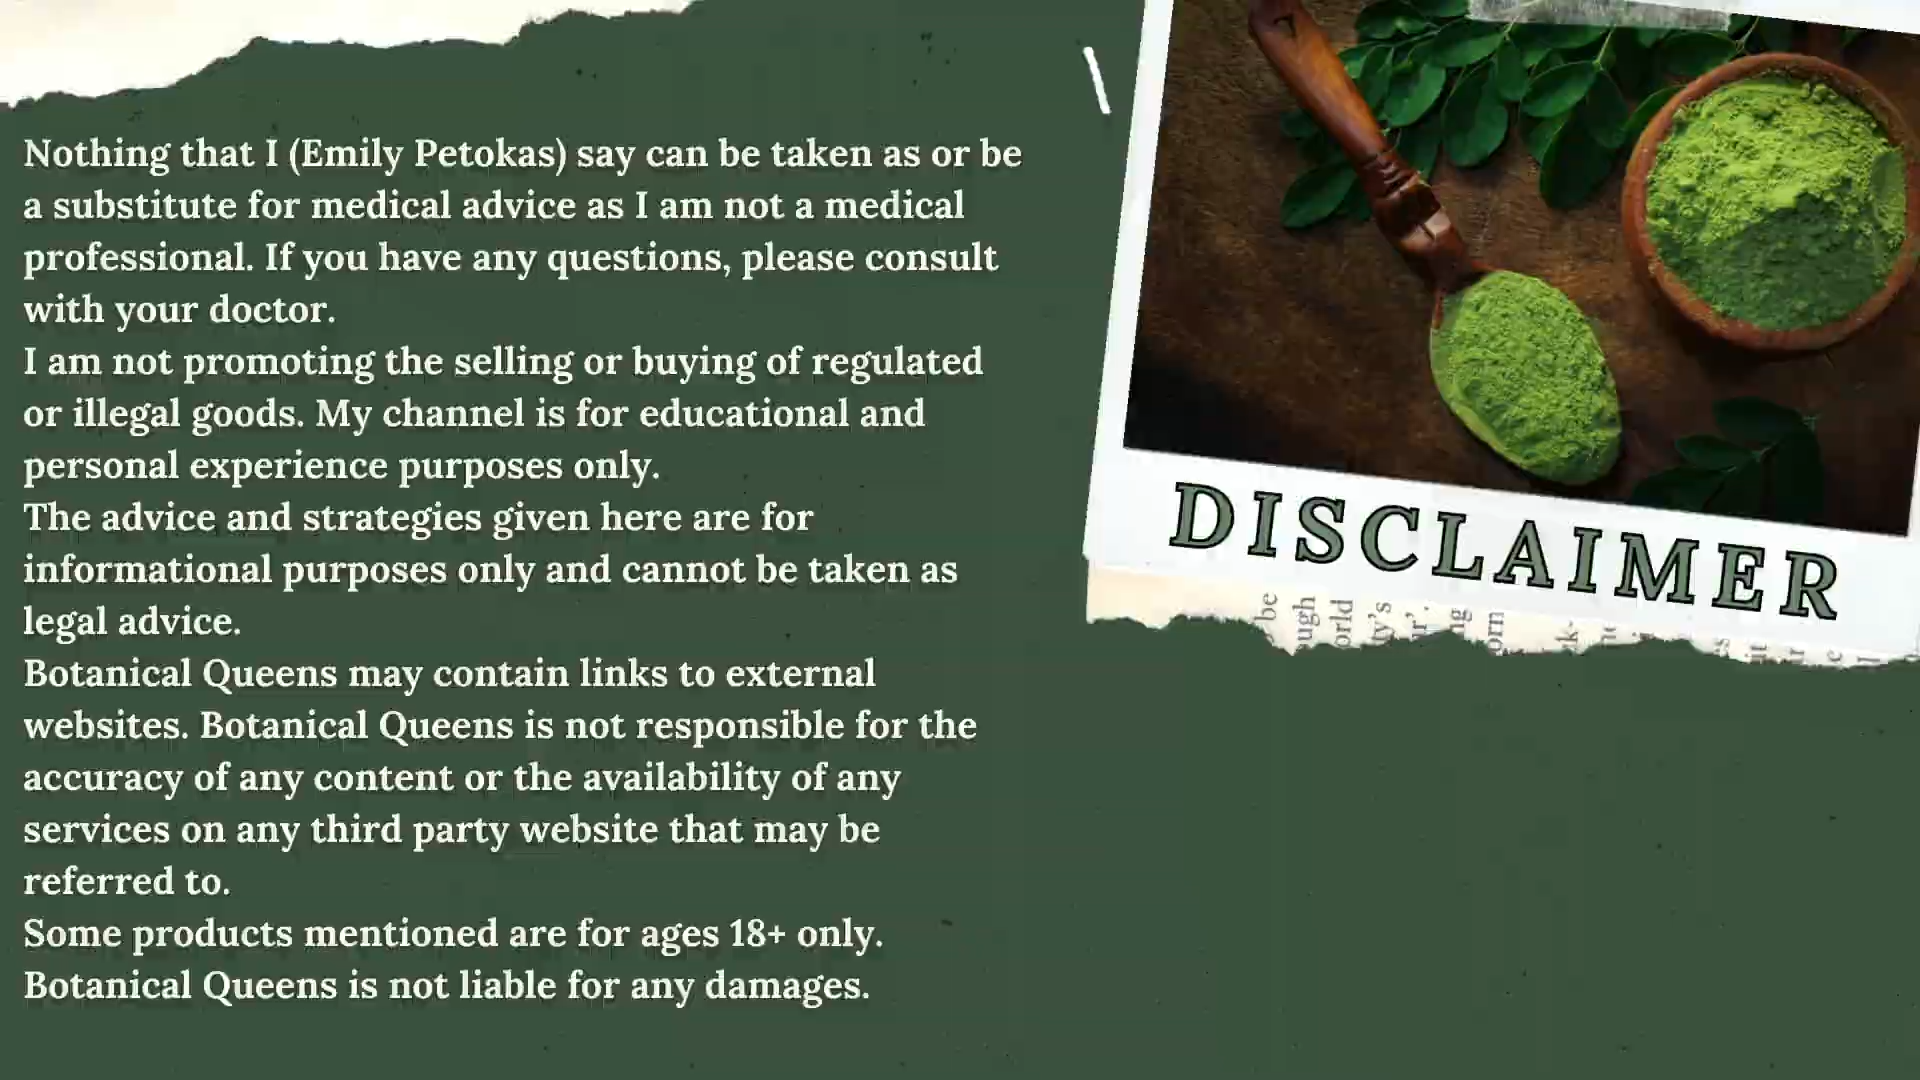 Nothing that I (Emily Petokas) say can be taken as or be
a substitute for medical advice as I am not a medical
professional. If you have any questions, please consult
with your doctor.
I am not promoting the selling or buying of regulated
or illegal goods. My channel is for educational and
personal experience purposes only.
The advice and strategies given here are for
informational purposes only and cannot be taken as
legal advice.
Botanical Queens may contain links to external
websites. Botanical Queens is not responsible for the
accuracy of any content or the availability of any
services on any third party website that may be
referred to.
Some products mentioned are for ages 18+ only.
Botanical Queens is not liable for any damages.
DISCLAIMER
be